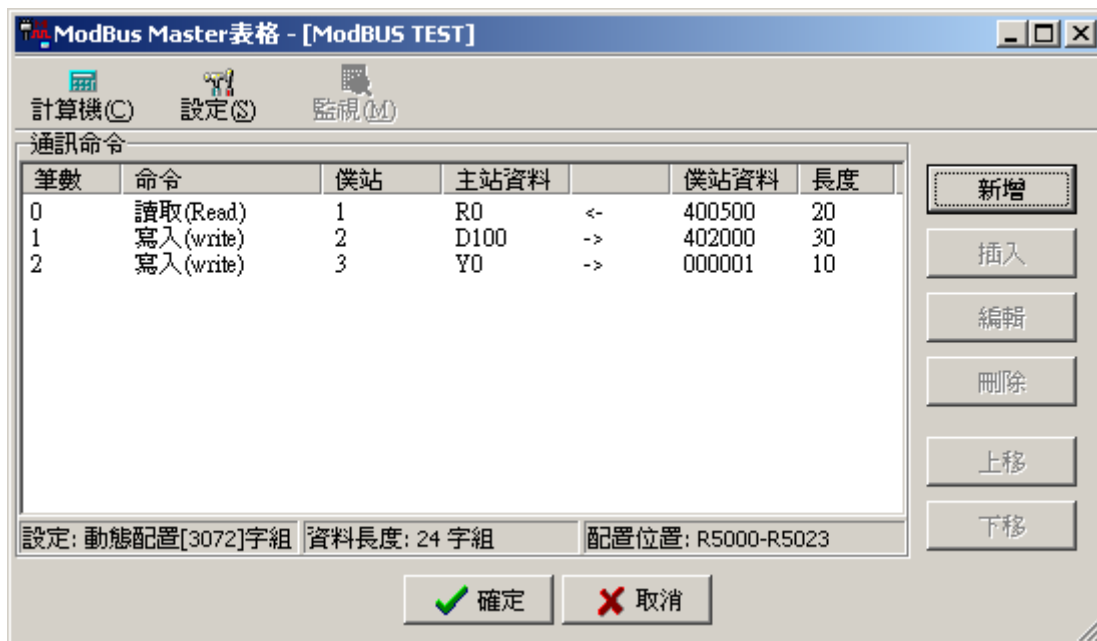 ModBus Master表格 - [ModBUS TEST]
計算機(C) 設定(S) 監視(M)
通訊命令
筆數 命令 僕站 主站資料 僕站資料 長度
0 讀取(Read) 1 R0 <- 400500 20
1 寫入(write) 2 D100 -> 402000 30
2 寫入(write) 3 Y0 -> 000001 10
新增
插入
編輯
刪除
上移
下移
設定: 動態配置[3072]字組 資料長度: 24 字組 配置位置: R5000-R5023
確定 取消